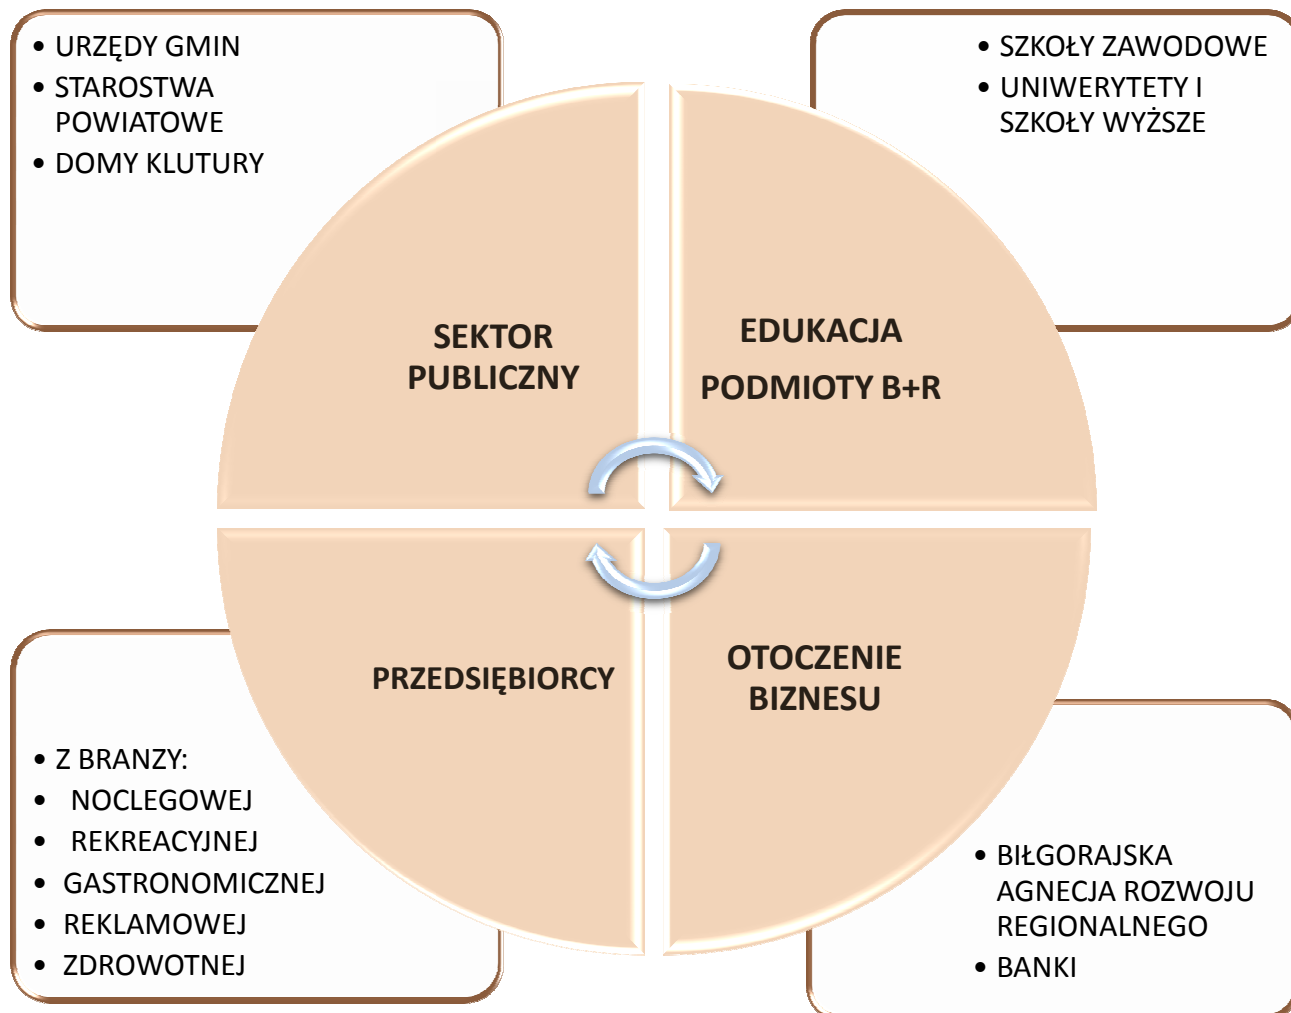 • URZĘDY GMIN
• STAROSTWA
POWIATOWE
• DOMY KLUTURY
• SZKOŁY ZAWODOWE
• UNIWERYTETY I
SZKOŁY WYŻSZE
SEKTOR
PUBLICZNY
EDUKACJA
PODMIOTY B+R
PRZEDSIĘBIORCY
OTOCZENIE
BIZNESU
• Z BRANZY:
• NOCLEGOWEJ
• REKREACYJNEJ
• GASTRONOMICZNEJ
• REKLAMOWEJ
• ZDROWOTNEJ
• BIŁGORAJSKA
AGNECJA ROZWOJU
REGIONALNEGO
• BANKI